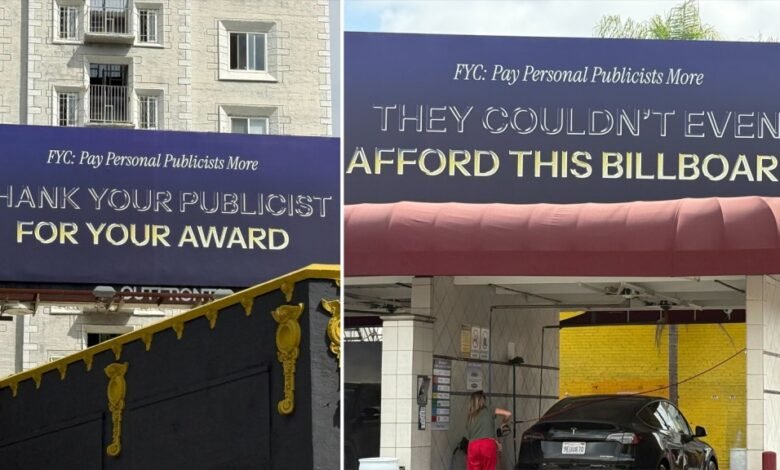 FYC: Pay Personal Publicists More
HANK YOUR PUBLICIST
FOR YOUR AWARD
OUTFRONT
FYC: Pay Personal Publicists More
THEY COULDN'T EVEN
AFFORD THIS BILLBOAR